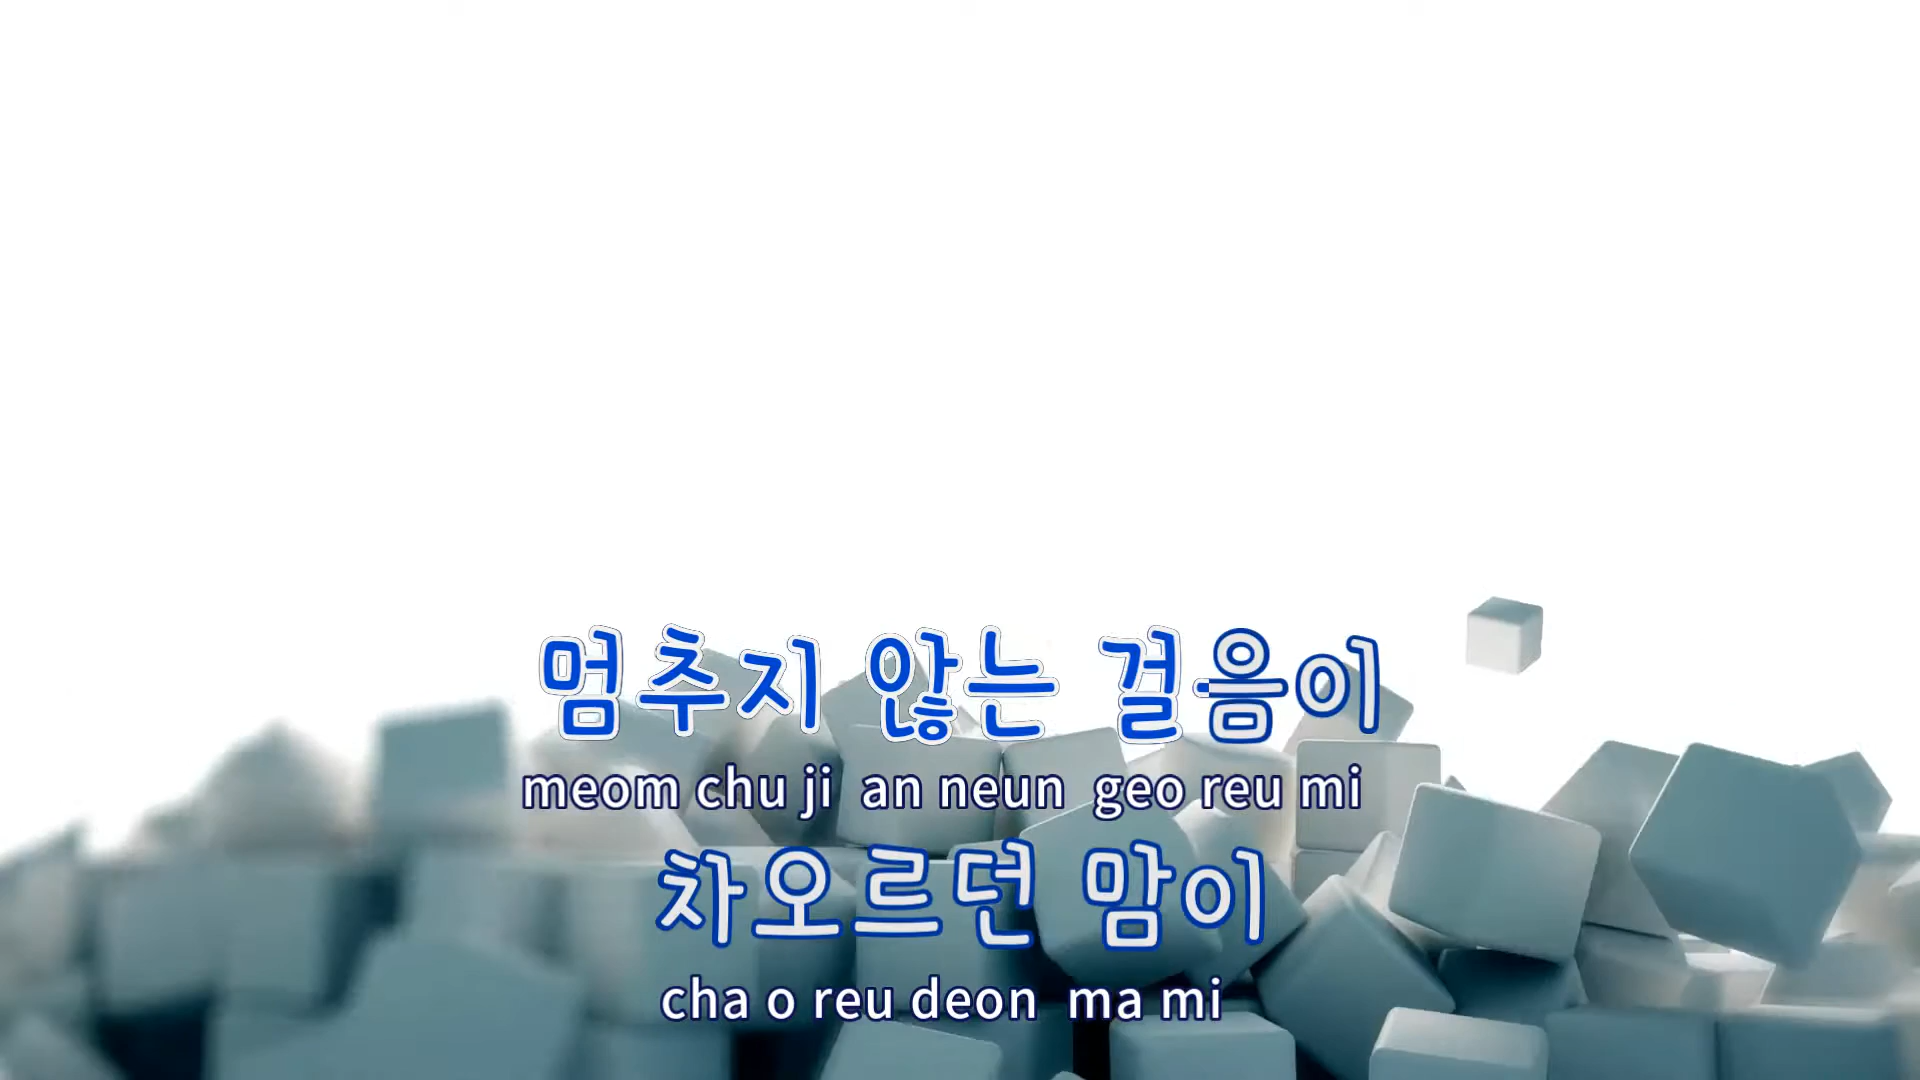 멈추지 않는 걸음이
meom chu ji an neun geo reu mi
차오르던 맘이
cha o reu deon ma mi